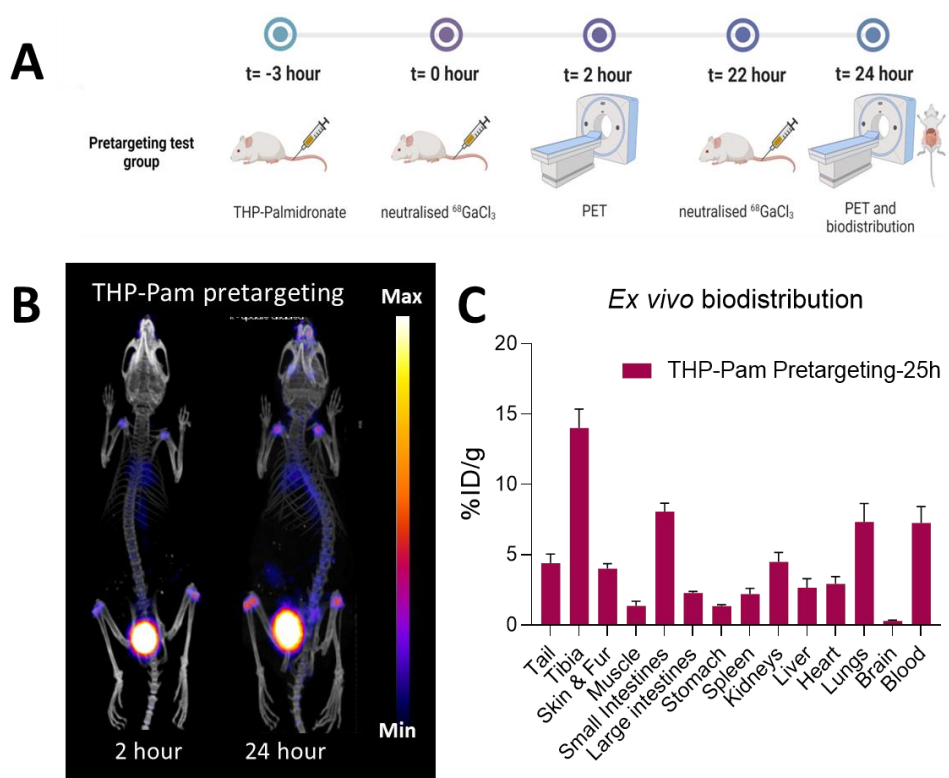 A
t= -3 hour
t= 0 hour
t= 2 hour
t= 22 hour
t= 24 hour
Pretargeting test
group
THP-Palmidronate
neutralised ⁶⁸GaCl₃
PET
neutralised ⁶⁸GaCl₃
PET and
biodistribution
B
THP-Pam pretargeting
Max
Min
2 hour
24 hour
C
Ex vivo biodistribution
THP-Pam Pretargeting-25h
%ID/g
20
15
10
5
0
Tail
Tibia
Skin & Fur
Muscle
Small Intestines
Large intestines
Stomach
Spleen
Kidneys
Liver
Heart
Lungs
Brain
Blood